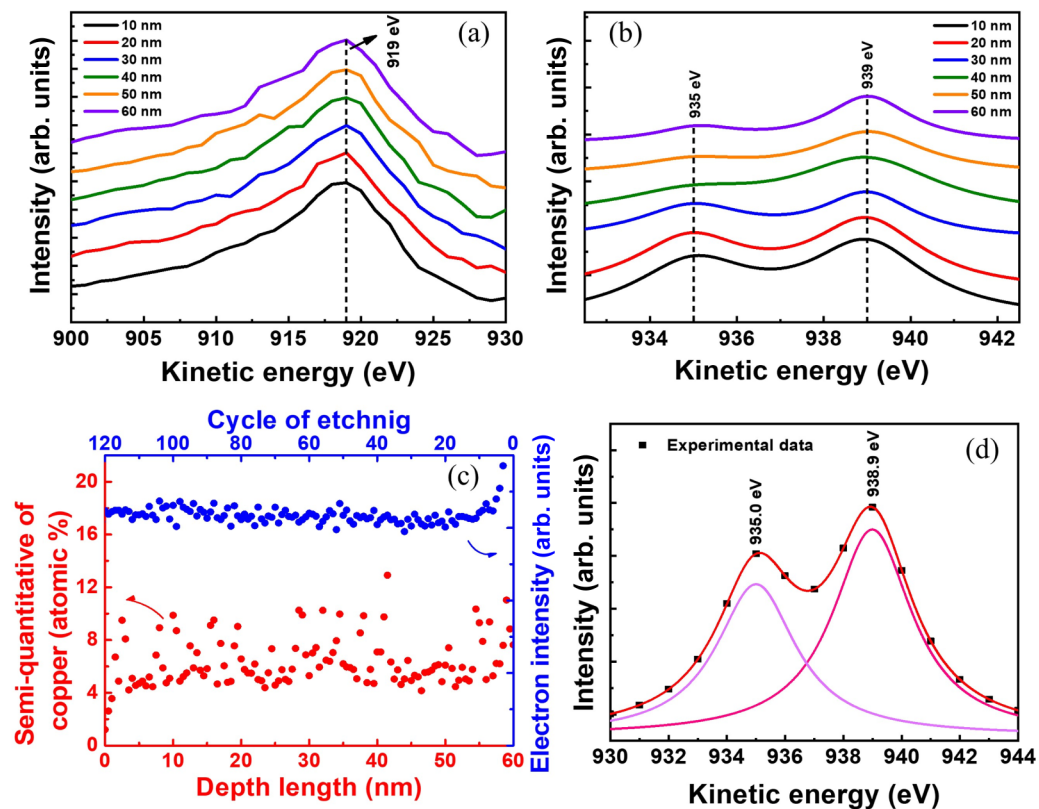 (a)
10 nm
20 nm
30 nm
40 nm
50 nm
60 nm
919 eV
Intensity (arb. units)
900 905 910 915 920 925 930
Kinetic energy (eV)
(b)
10 nm
20 nm
30 nm
40 nm
50 nm
60 nm
935 eV
939 eV
Intensity (arb. units)
934 936 938 940 942
Kinetic energy (eV)
Cycle of etchnig
120 100 80 60 40 20 0
(c)
20
16
12
8
4
0
Semi-quantitative of
copper (atomic %)
Electron intensity (arb. units)
0 10 20 30 40 50 60
Depth length (nm)
(d)
Experimental data
935.0 eV
938.9 eV
Intensity (arb. units)
930 932 934 936 938 940 942 944
Kinetic energy (eV)